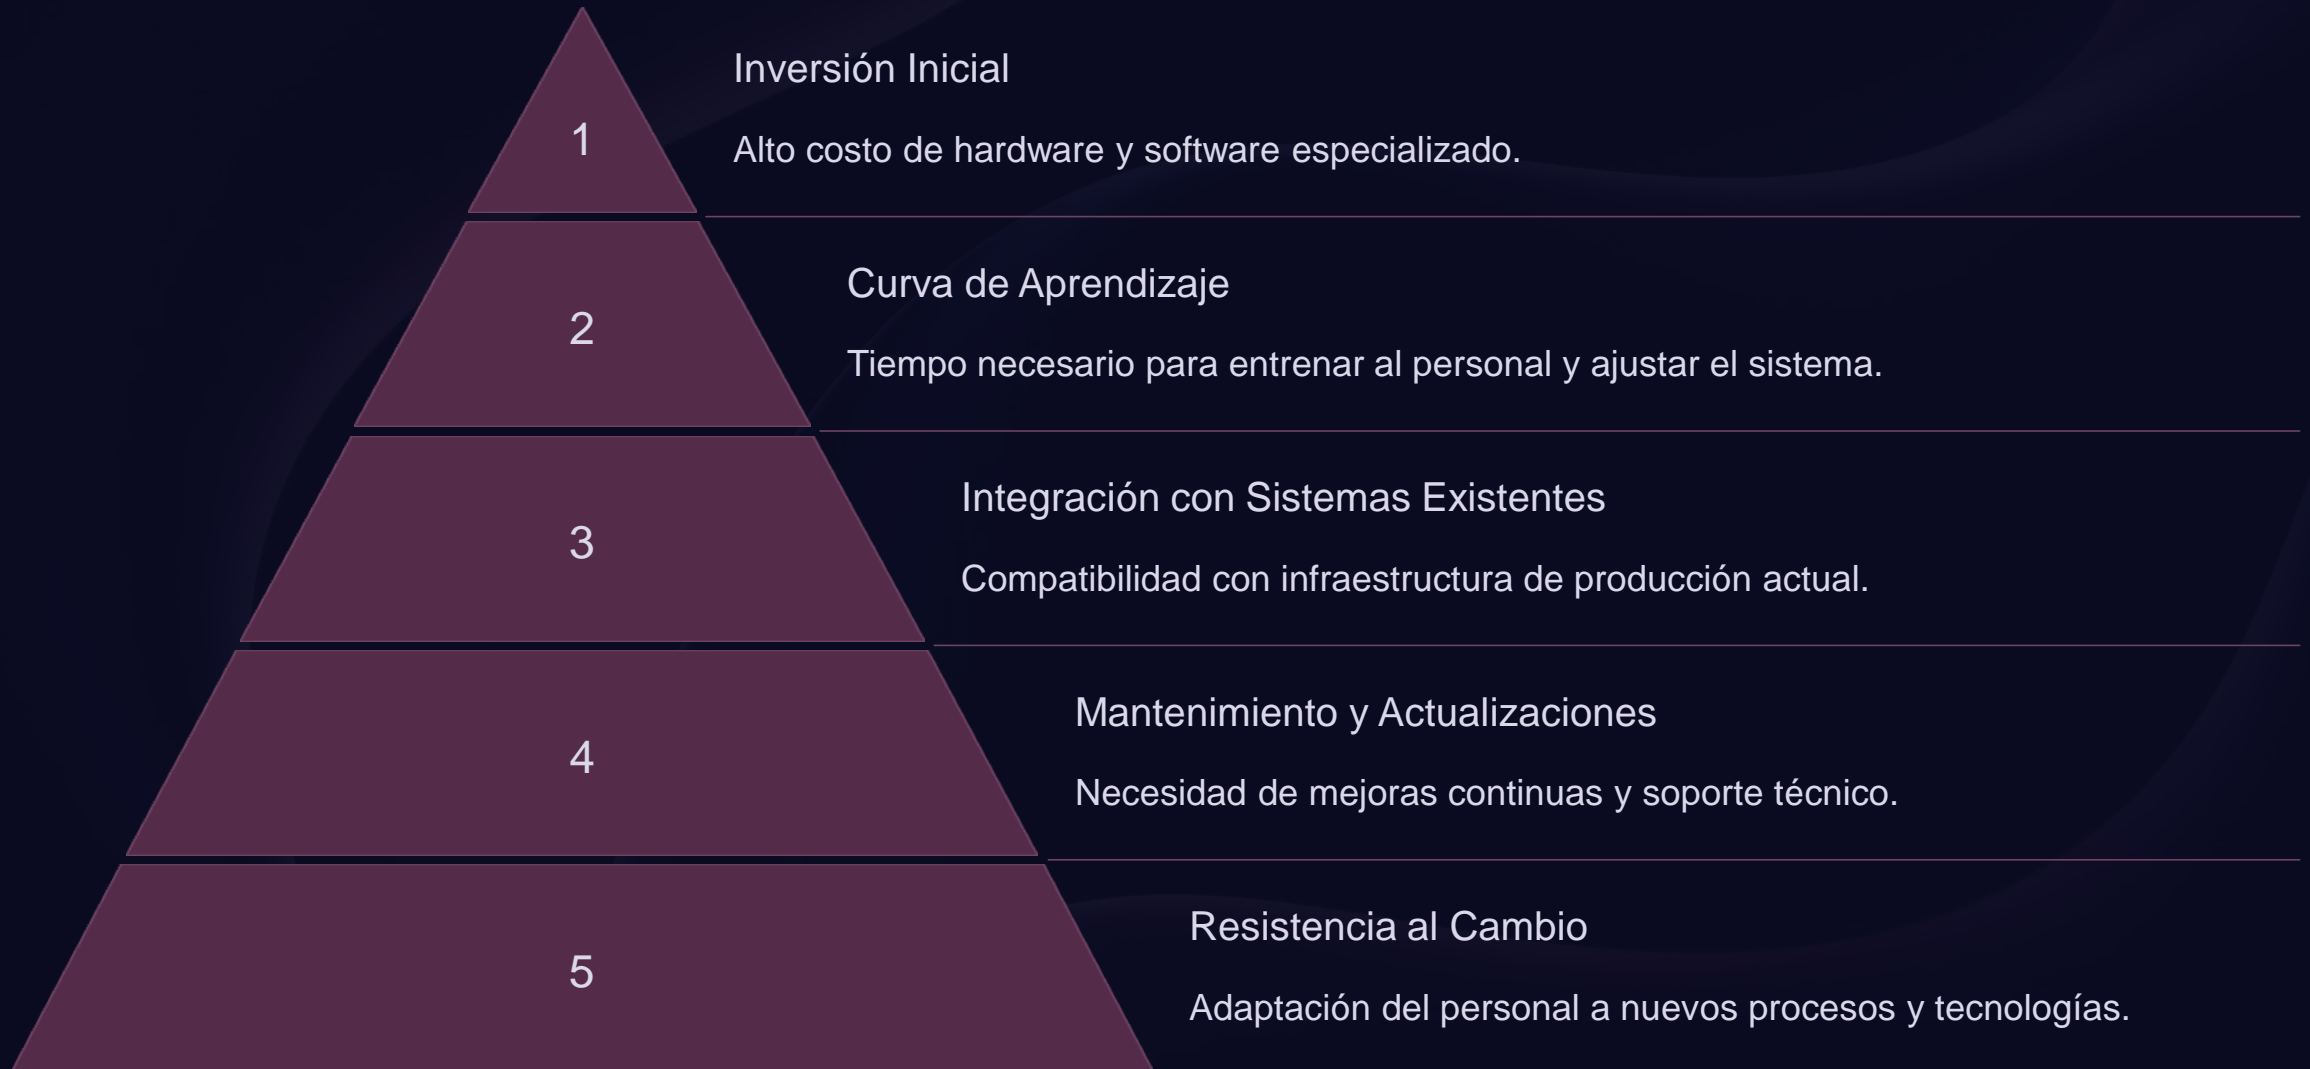 Inversión Inicial
1
Alto costo de hardware y software especializado.
Curva de Aprendizaje
2
Tiempo necesario para entrenar al personal y ajustar el sistema.
Integración con Sistemas Existentes
3
Compatibilidad con infraestructura de producción actual.
Mantenimiento y Actualizaciones
4
Necesidad de mejoras continuas y soporte técnico.
Resistencia al Cambio
5
Adaptación del personal a nuevos procesos y tecnologías.